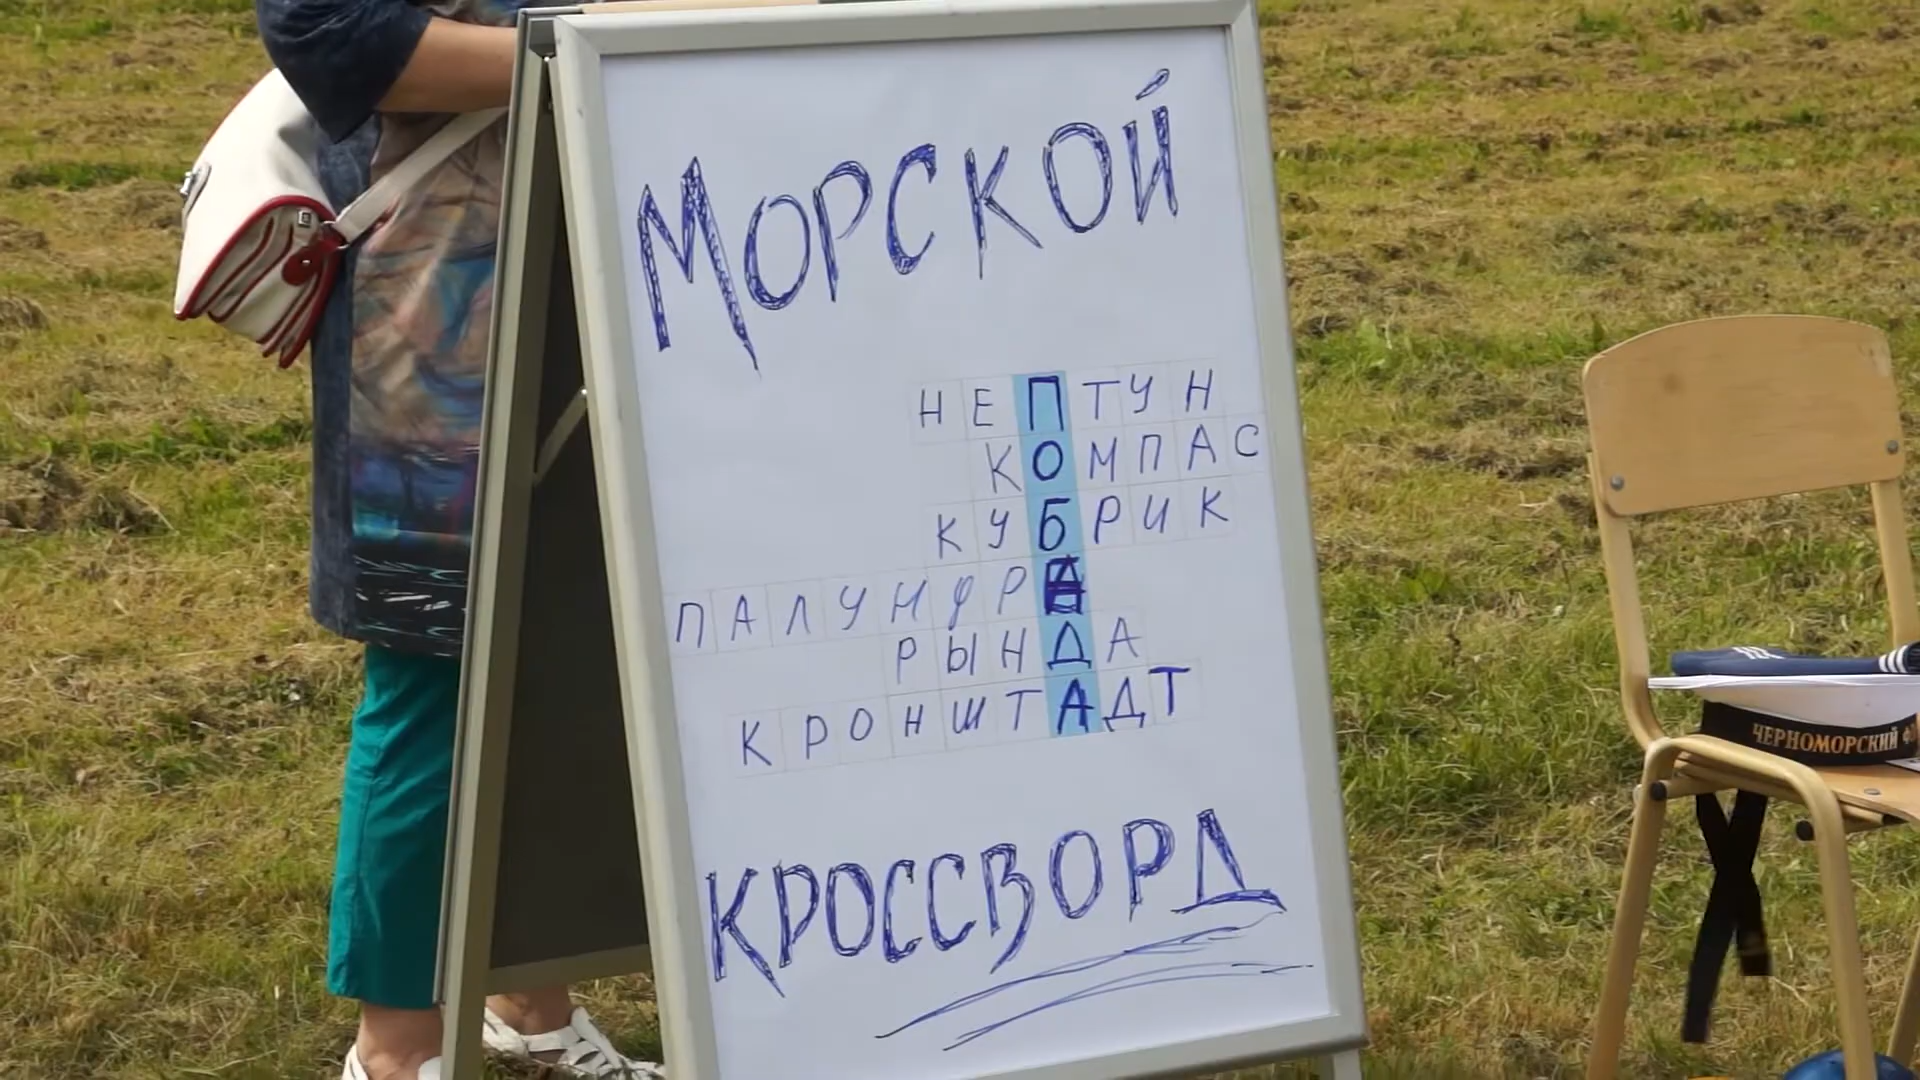 МОРСКОЙ
НЕПТУН
КОМПАС
КУБРИК
ПАЛУНДРА
РЫНДА
КРОНШТАДТ
КРОССВОРД
ЧЕРНОМОРСКИЙ